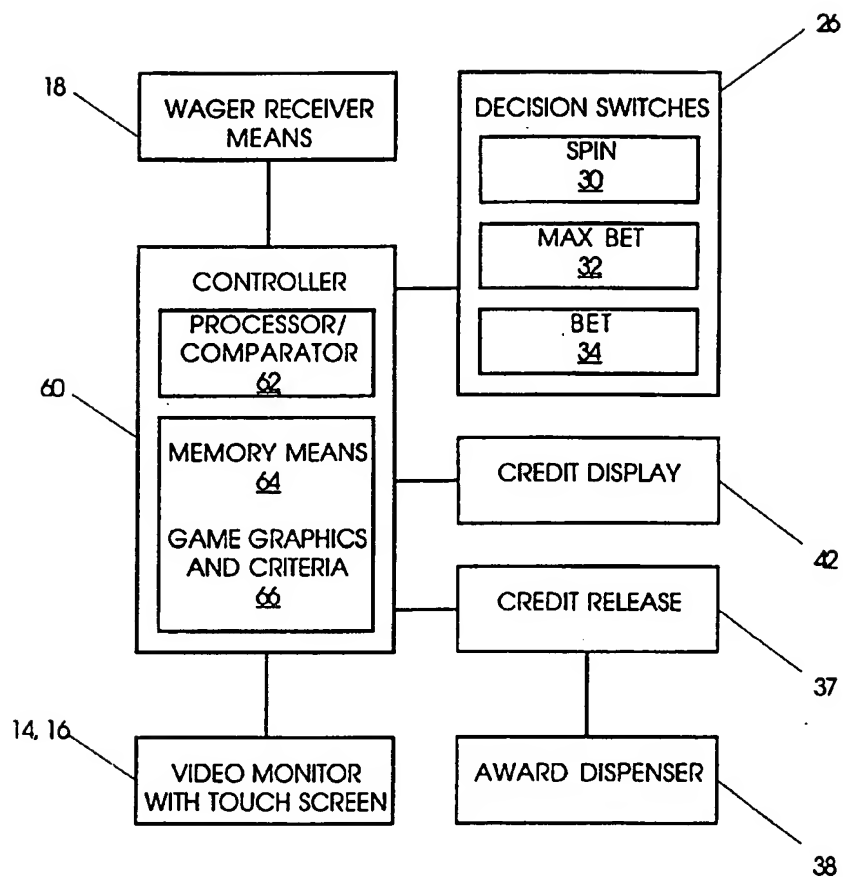 26
18
WAGER RECEIVER
MEANS
DECISION SWITCHES
SPIN
30
MAX BET
32
BET
34
CONTROLLER
PROCESSOR/
COMPARATOR
62
60
MEMORY MEANS
64
GAME GRAPHICS
AND CRITERIA
66
CREDIT DISPLAY
42
CREDIT RELEASE
37
14, 16
VIDEO MONITOR
WITH TOUCH SCREEN
AWARD DISPENSER
38